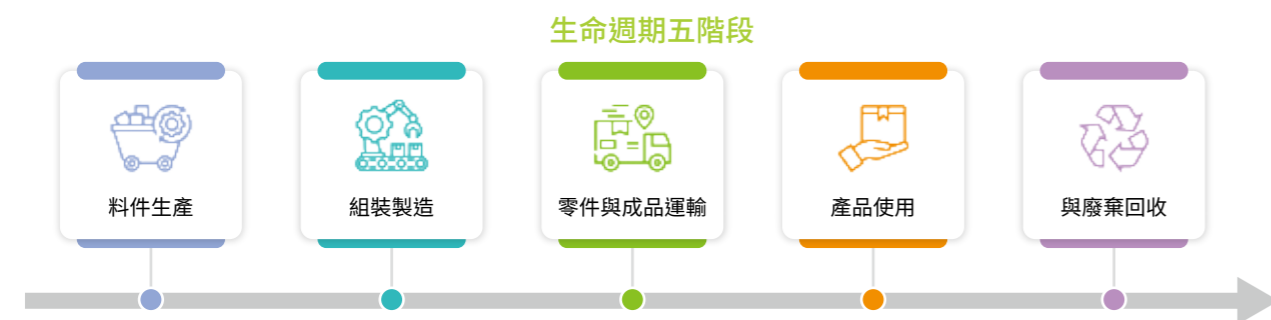 生命週期五階段
料件生產
組裝製造
零件與成品運輸
產品使用
與廢棄回收